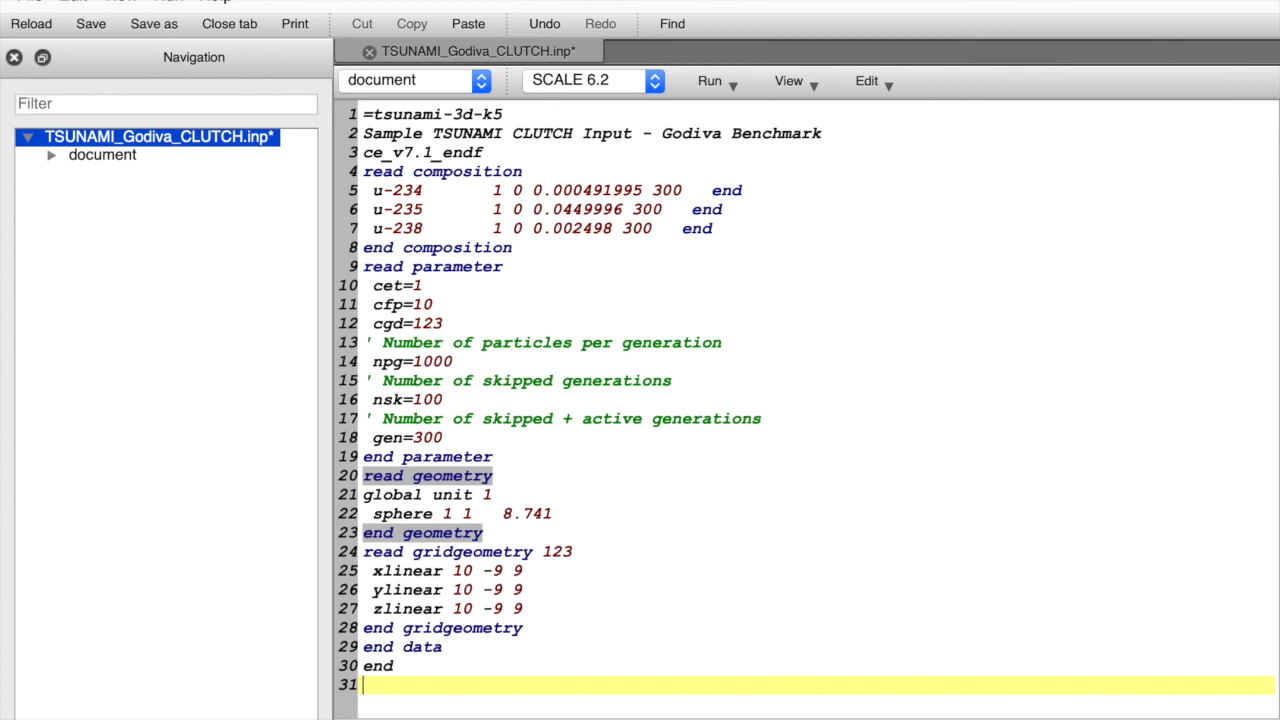 Reload Save Save as Close tab Print Cut Copy Paste Undo Redo Find
Navigation
TSUNAMI_Godiva_CLUTCH.inp*
document SCALE 6.2 Run View Edit
Filter
TSUNAMI_Godiva_CLUTCH.inp*
document
1 =tsunami-3d-k5
2 Sample TSUNAMI CLUTCH Input - Godiva Benchmark
3 ce_v7.1_endf
4 read composition
5 u-234 1 0 0.000491995 300 end
6 u-235 1 0 0.0449996 300 end
7 u-238 1 0 0.002498 300 end
8 end composition
9 read parameter
10 cet=1
11 cfp=10
12 cgd=123
13 ' Number of particles per generation
14 npg=1000
15 ' Number of skipped generations
16 nsk=100
17 ' Number of skipped + active generations
18 gen=300
19 end parameter
20 read geometry
21 global unit 1
22 sphere 1 1 8.741
23 end geometry
24 read gridgeometry 123
25 xlinear 10 -9 9
26 ylinear 10 -9 9
27 zlinear 10 -9 9
28 end gridgeometry
29 end data
30 end
31